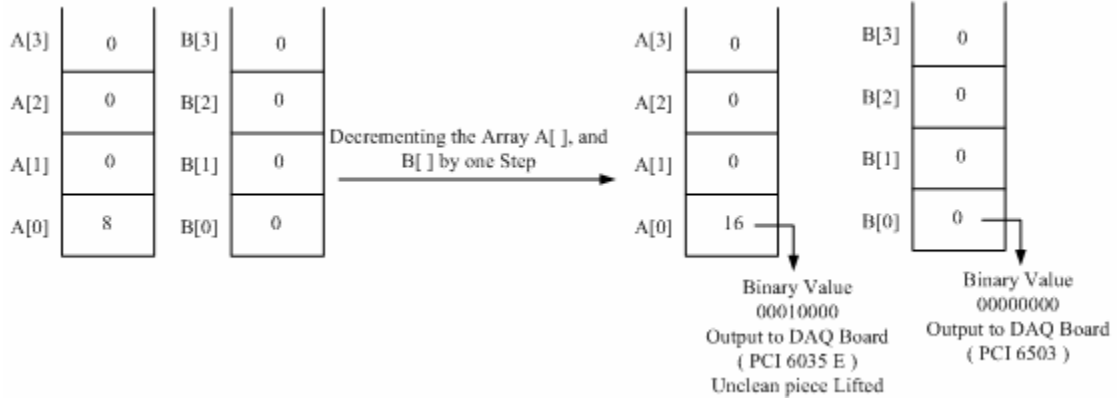 A[3] 0 B[3] 0
A[2] 0 B[2] 0
A[1] 0 B[1] 0
A[0] 8 B[0] 0
Decrementing the Array A[ ], and
B[ ] by one Step
A[3] 0 B[3] 0
A[2] 0 B[2] 0
A[1] 0 B[1] 0
A[0] 16 B[0] 0
Binary Value
00010000
Output to DAQ Board
( PCI 6035 E )
Unclean piece Lifted
Binary Value
00000000
Output to DAQ Board
( PCI 6503 )